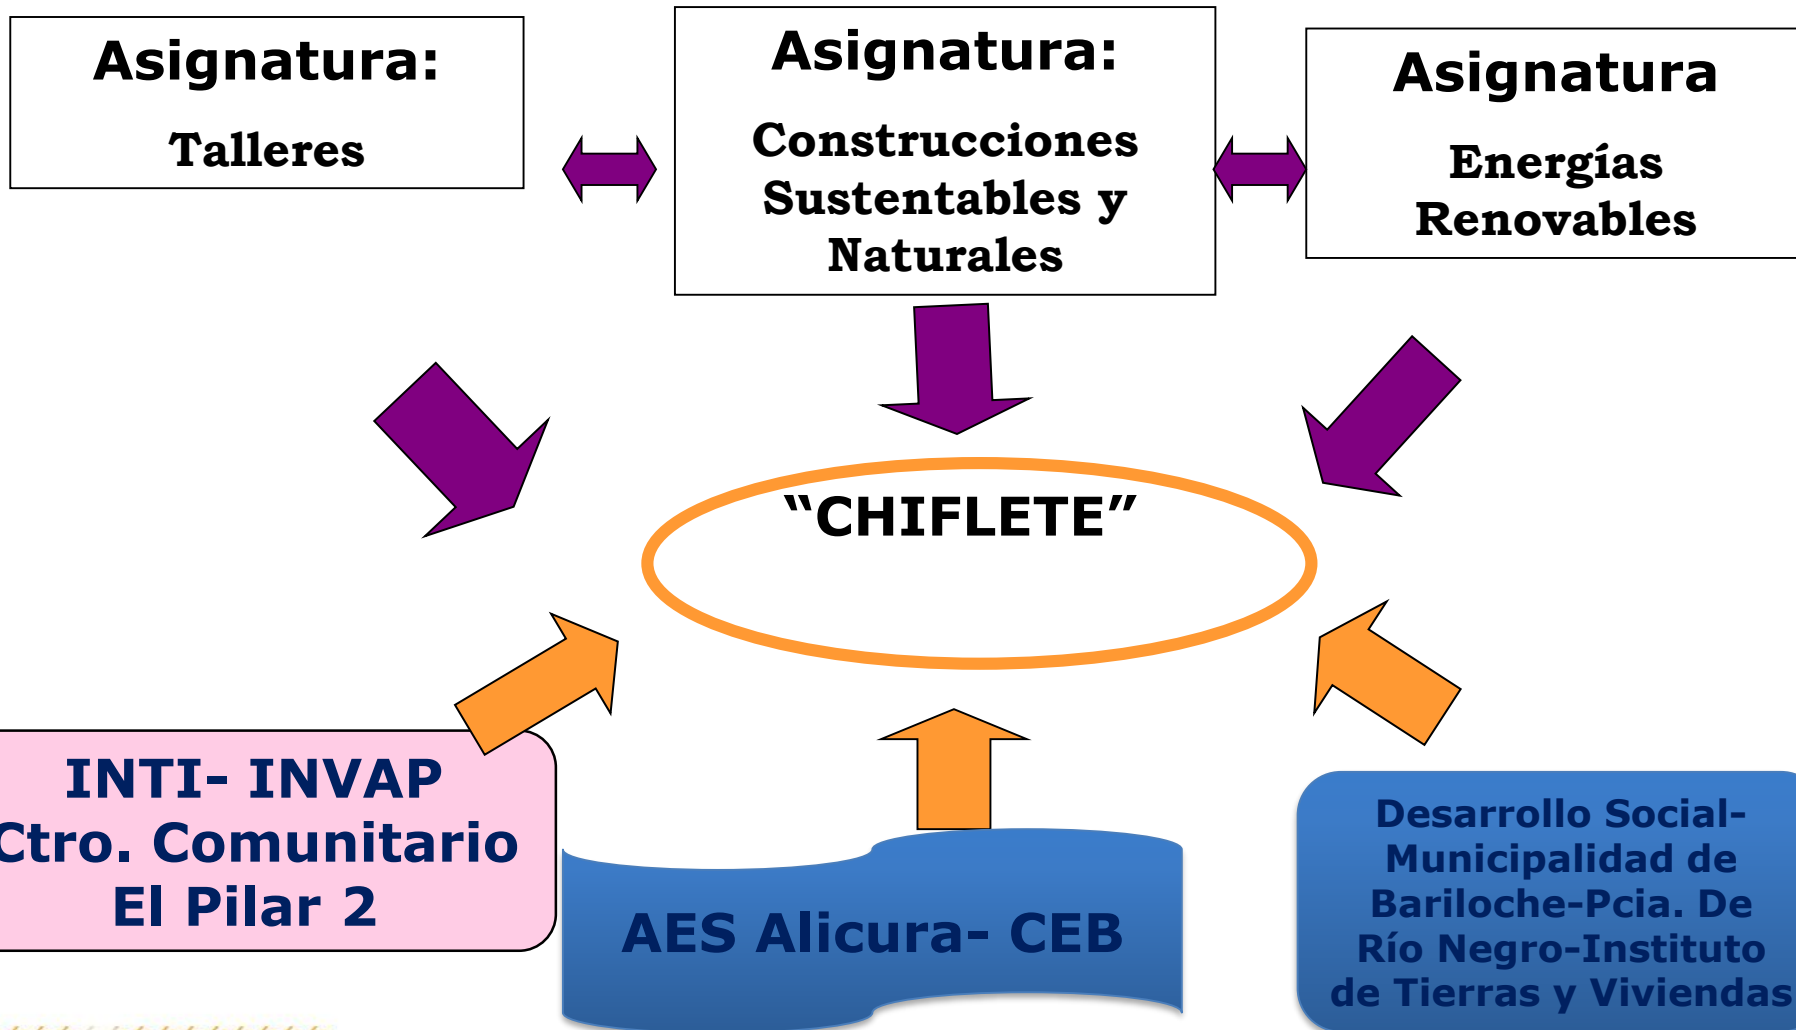 Asignatura:
Talleres
Asignatura:
Construcciones
Sustentables y
Naturales
Asignatura
Energías
Renovables
“CHIFLETE”
INTI- INVAP
Ctro. Comunitario
El Pilar 2
AES Alicura- CEB
Desarrollo Social-
Municipalidad de
Bariloche-Pcia. De
Río Negro-Instituto
de Tierras y Viviendas